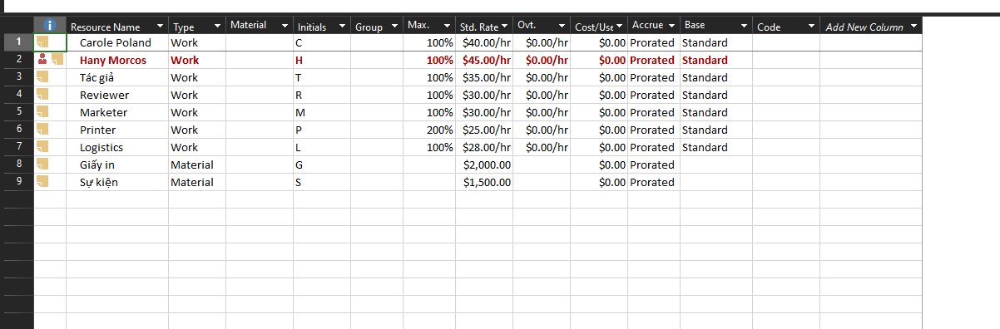 i Resource Name Type Material Initials Group Max. Std. Rate Ovt. Cost/Use Accrue Base Code Add New Column
1 Carole Poland Work C 100% $40.00/hr $0.00/hr $0.00 Prorated Standard
2 Hany Morcos Work H 100% $45.00/hr $0.00/hr $0.00 Prorated Standard
3 Tác giả Work T 100% $35.00/hr $0.00/hr $0.00 Prorated Standard
4 Reviewer Work R 100% $30.00/hr $0.00/hr $0.00 Prorated Standard
5 Marketer Work M 100% $30.00/hr $0.00/hr $0.00 Prorated Standard
6 Printer Work P 200% $25.00/hr $0.00/hr $0.00 Prorated Standard
7 Logistics Work L 100% $28.00/hr $0.00/hr $0.00 Prorated Standard
8 Giấy in Material G $2,000.00 $0.00 Prorated
9 Sự kiện Material S $1,500.00 $0.00 Prorated